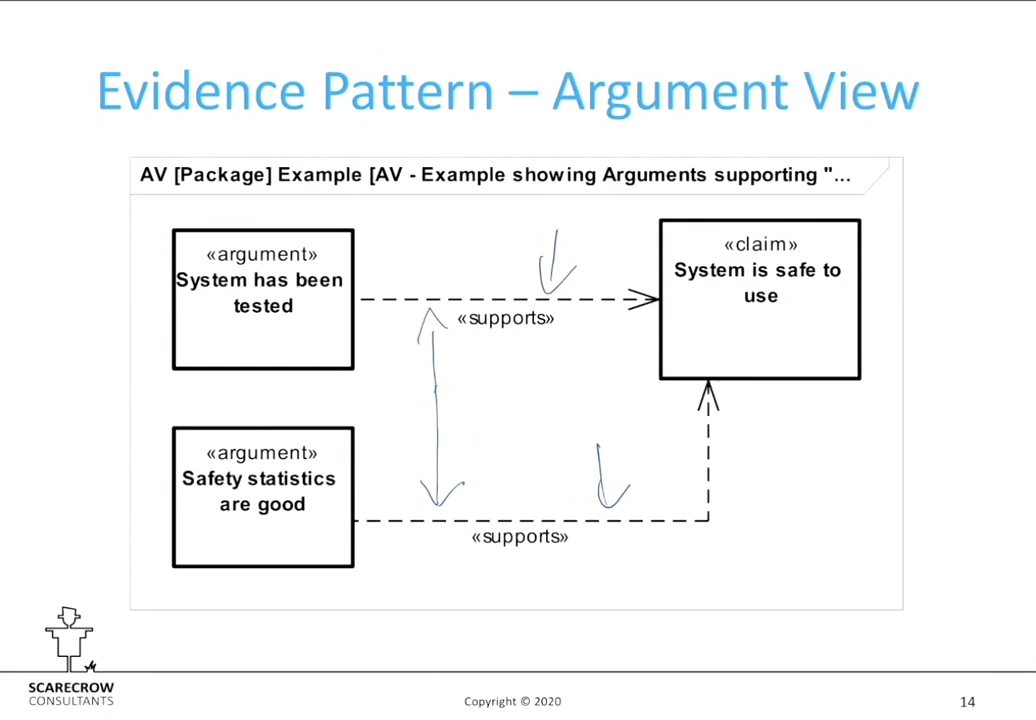 Evidence Pattern – Argument View
AV [Package] Example [AV - Example showing Arguments supporting "...
«argument»
System has been
tested
«supports»
«claim»
System is safe to
use
«argument»
Safety statistics
are good
«supports»
SCARECROW
CONSULTANTS
Copyright © 2020
14